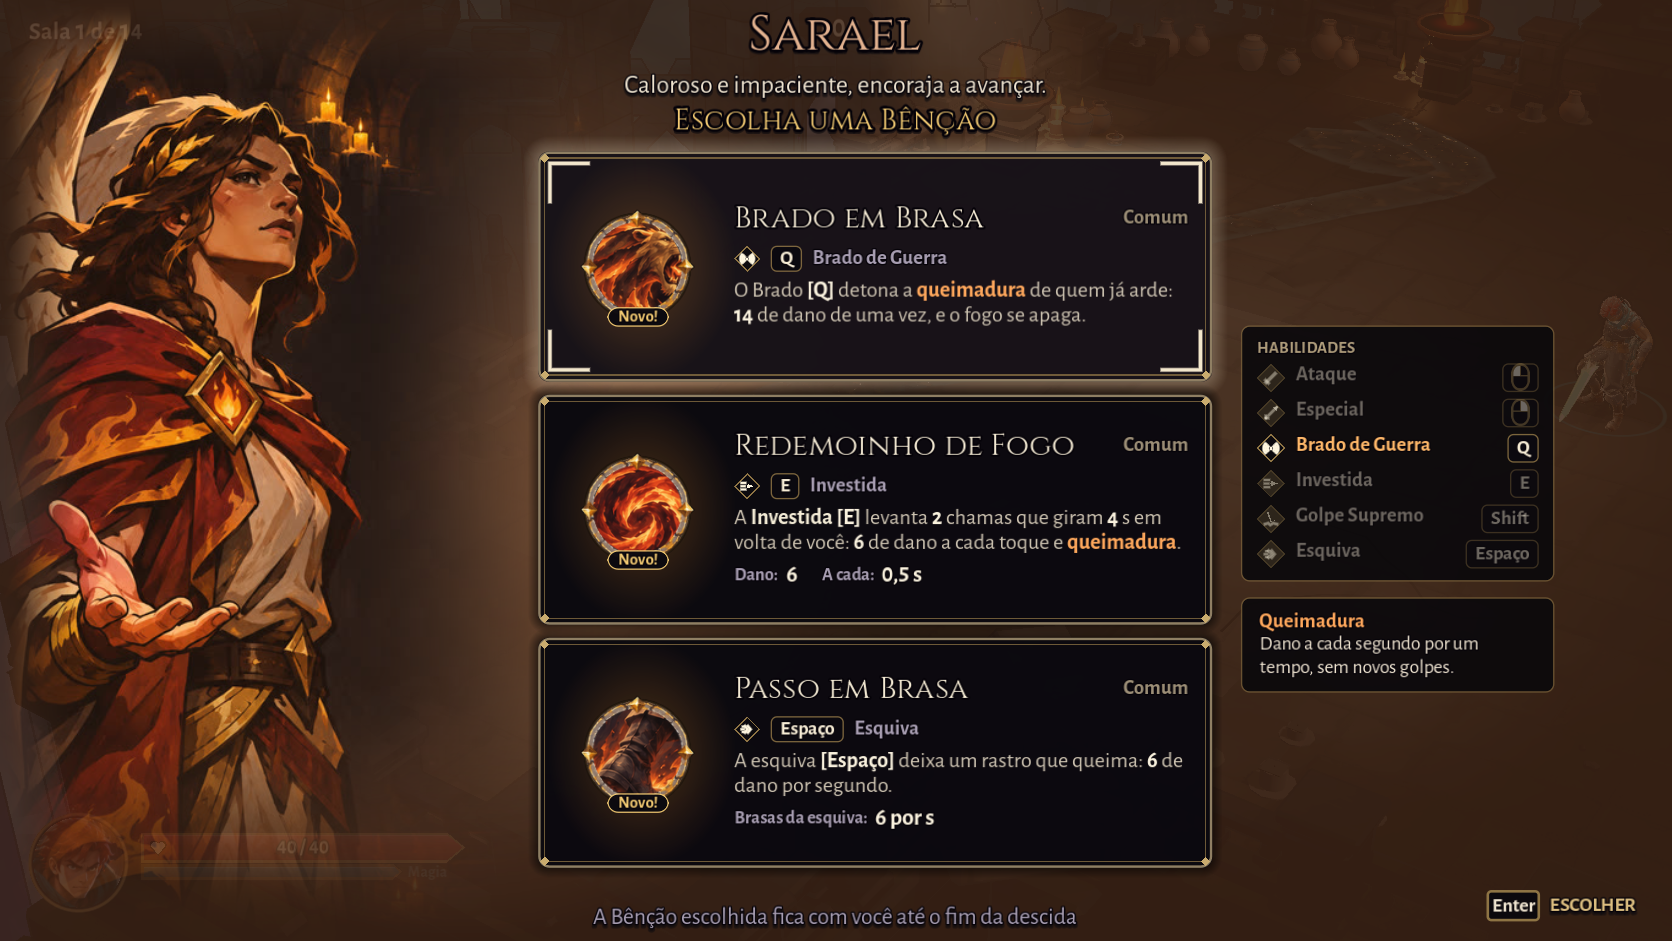 Sala 1 de 14
Sarael
Caloroso e impaciente, encoraja a avançar.
Escolha uma Bênção
Brado em Brasa
Comum
Q Brado de Guerra
O Brado [Q] detona a queimadura de quem já arde:
14 de dano de uma vez, e o fogo se apaga.
Novo!
Redemoinho de Fogo
Comum
E Investida
A Investida [E] levanta 2 chamas que giram 4 s em
volta de você: 6 de dano a cada toque e queimadura.
Dano: 6 A cada: 0,5 s
Novo!
Passo em Brasa
Comum
Espaço Esquiva
A esquiva [Espaço] deixa um rastro que queima: 6 de
dano por segundo.
Brasas da esquiva: 6 por s
Novo!
HABILIDADES
Ataque
Especial
Brado de Guerra Q
Investida E
Golpe Supremo Shift
Esquiva Espaço
Queimadura
Dano a cada segundo por um
tempo, sem novos golpes.
40 / 40
Magia
A Bênção escolhida fica com você até o fim da descida
Enter ESCOLHER